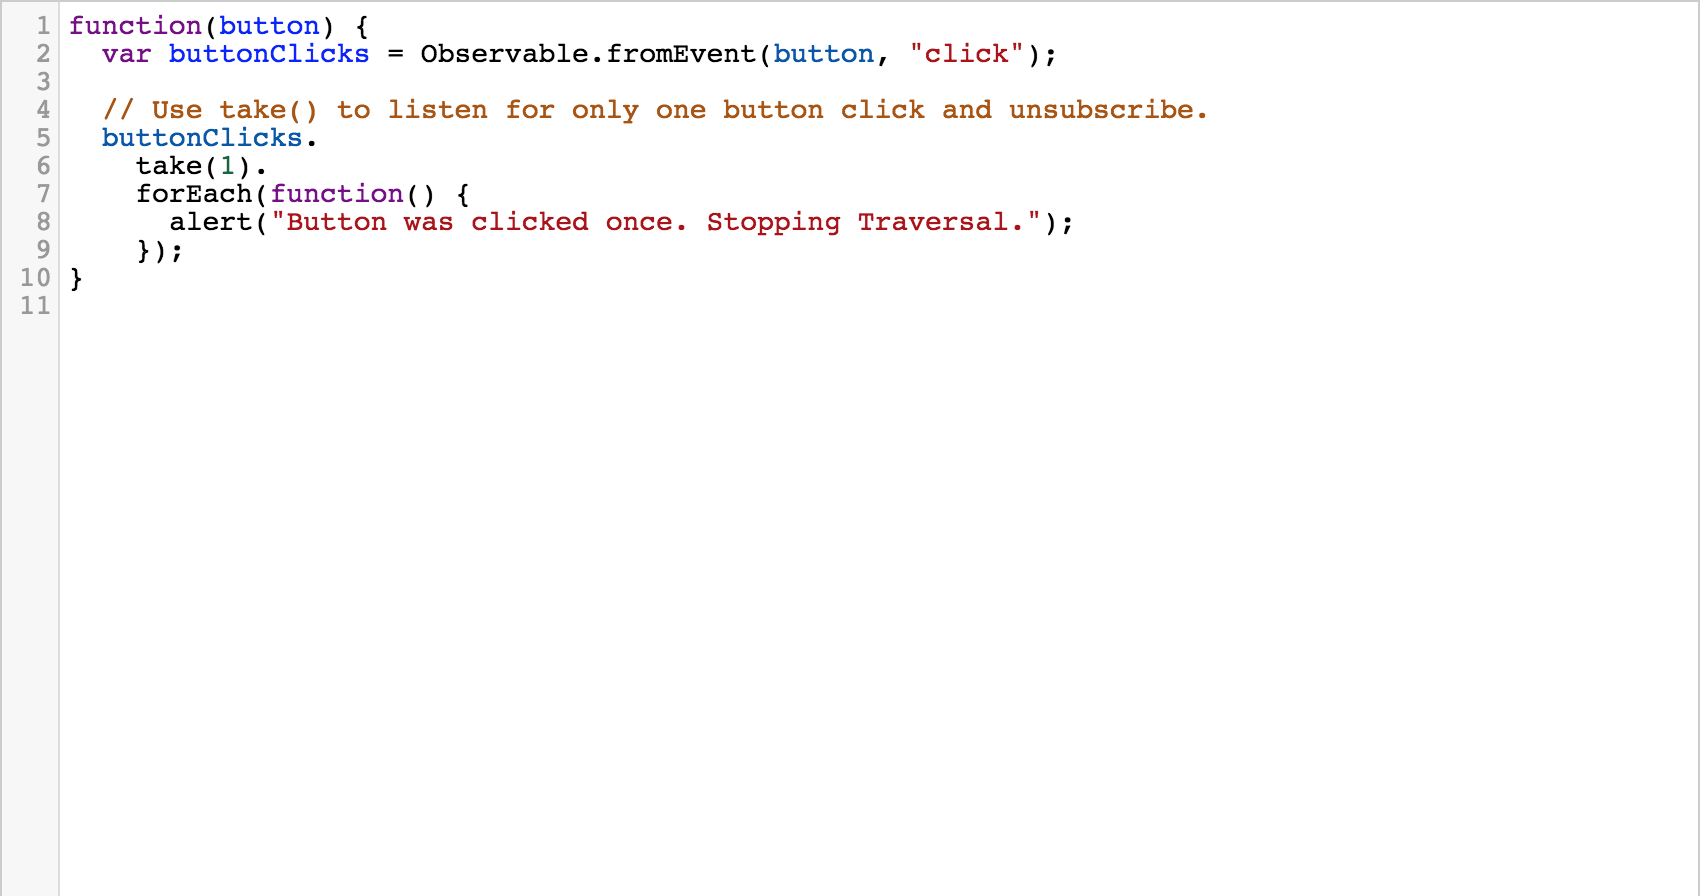 1 function(button) {
2   var buttonClicks = Observable.fromEvent(button, "click");
3
4   // Use take() to listen for only one button click and unsubscribe.
5   buttonClicks.
6     take(1).
7     forEach(function() {
8       alert("Button was clicked once. Stopping Traversal.");
9     });
10 }
11